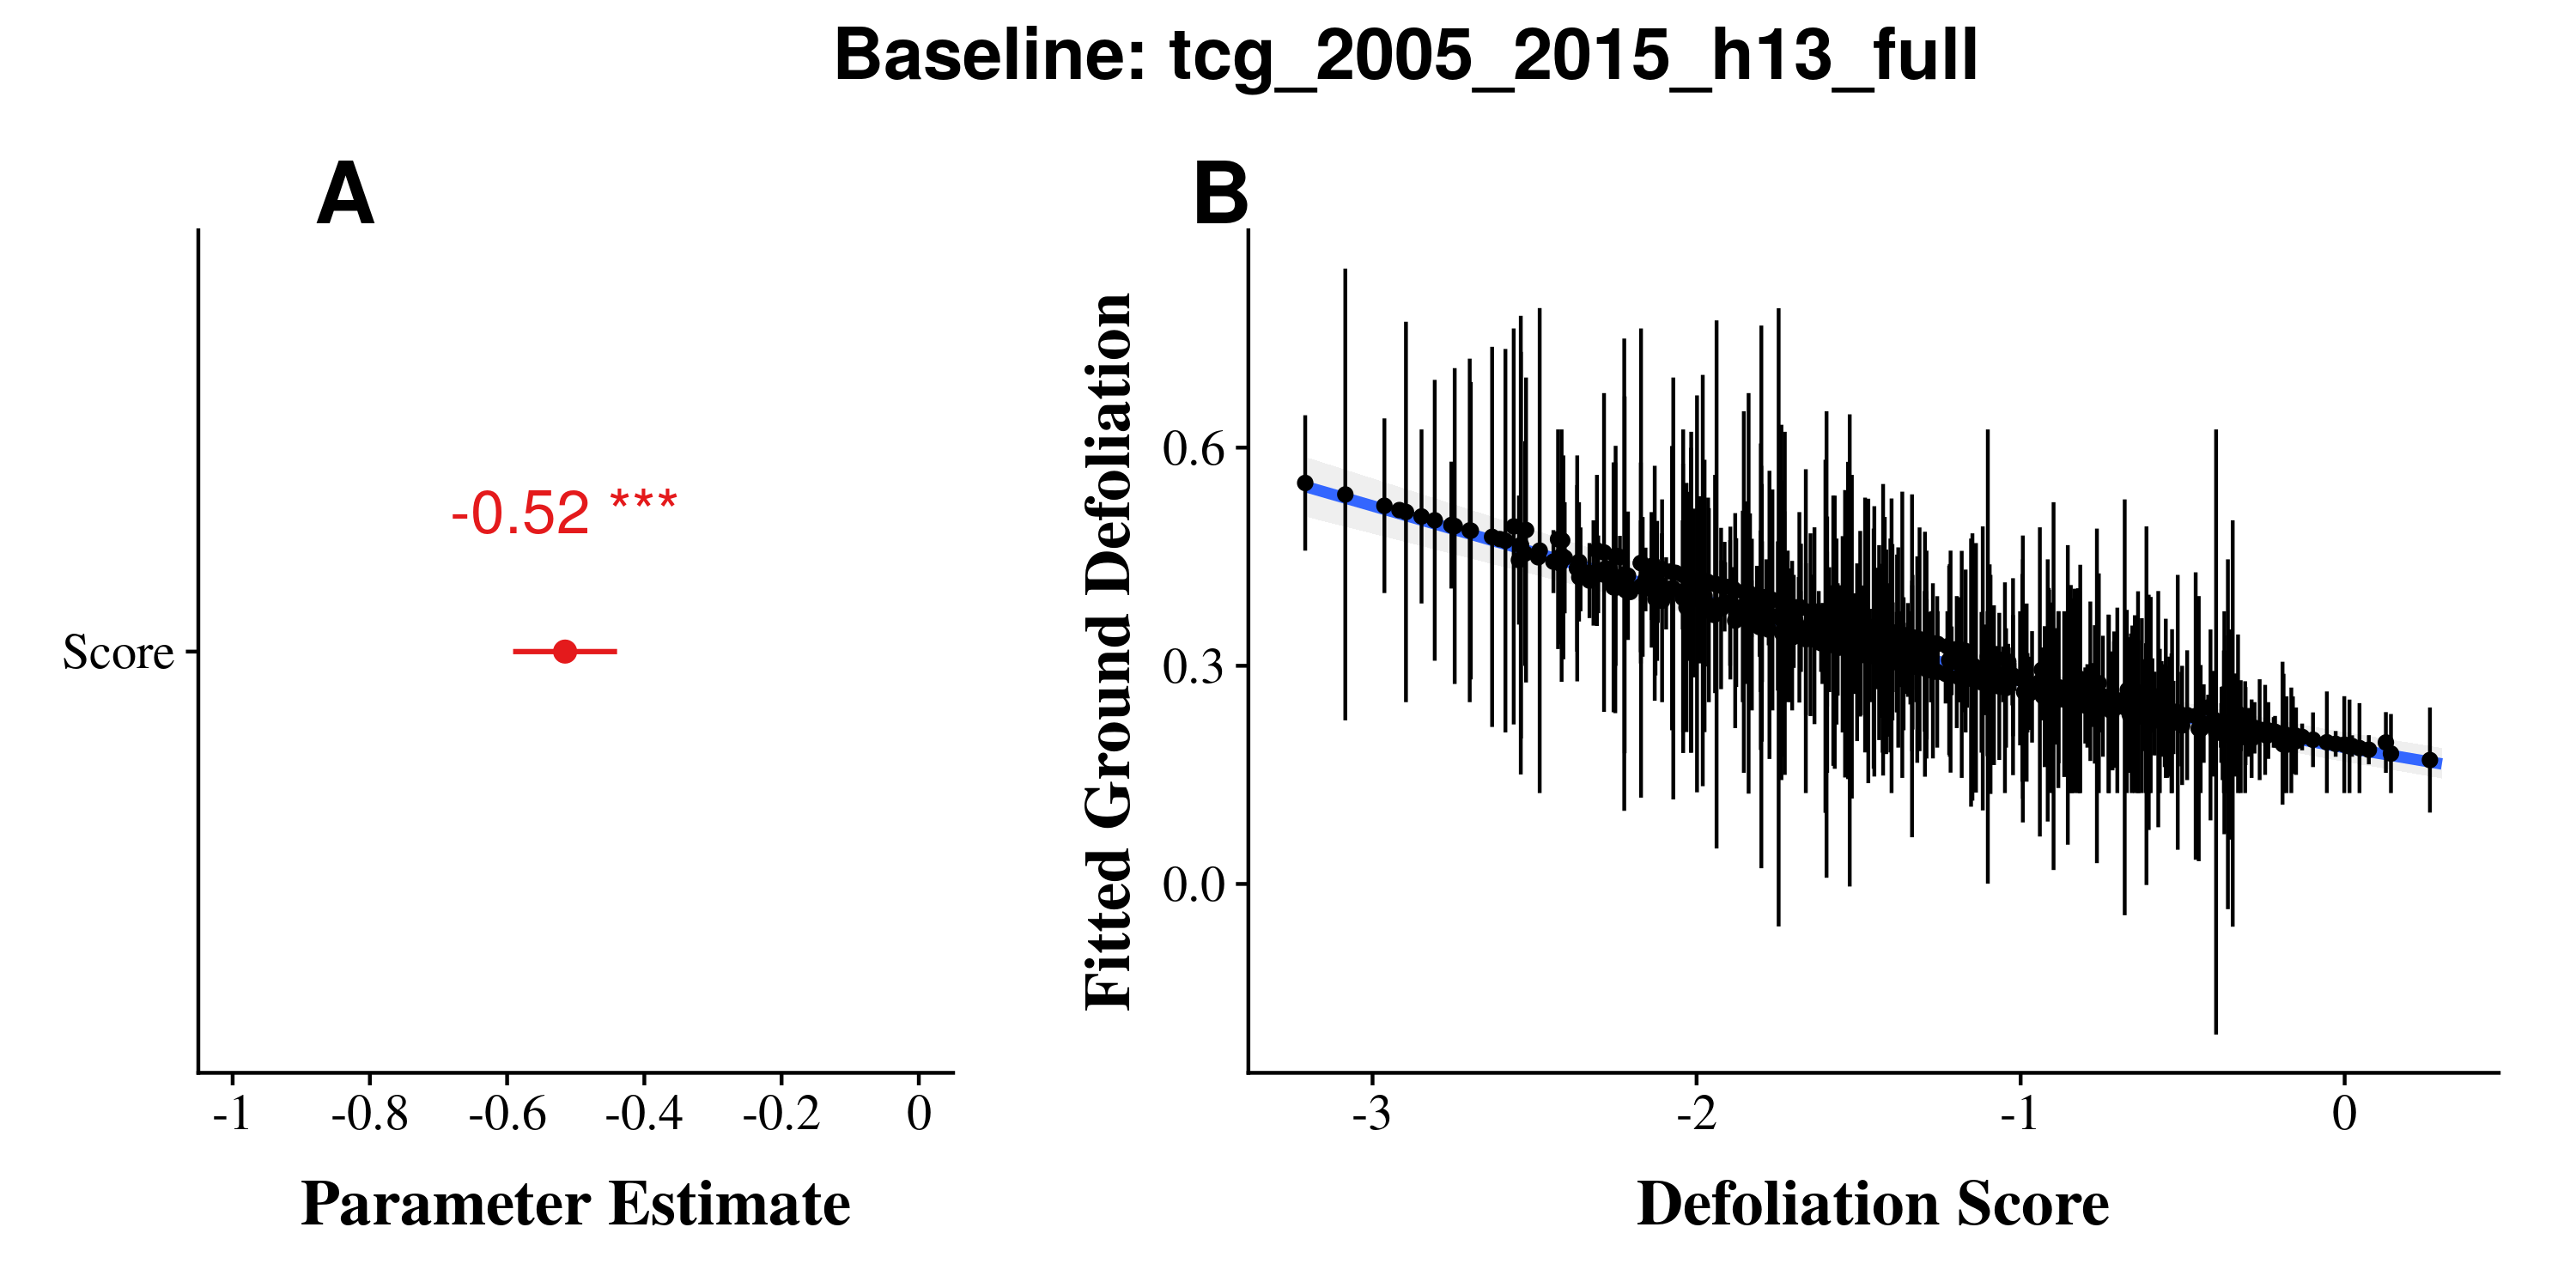 Baseline: tcg_2005_2015_h13_full
A
-0.52 ***
Score
-1 -0.8 -0.6 -0.4 -0.2 0
Parameter Estimate
B
Fitted Ground Defoliation
0.6
0.3
0.0
-3 -2 -1 0
Defoliation Score